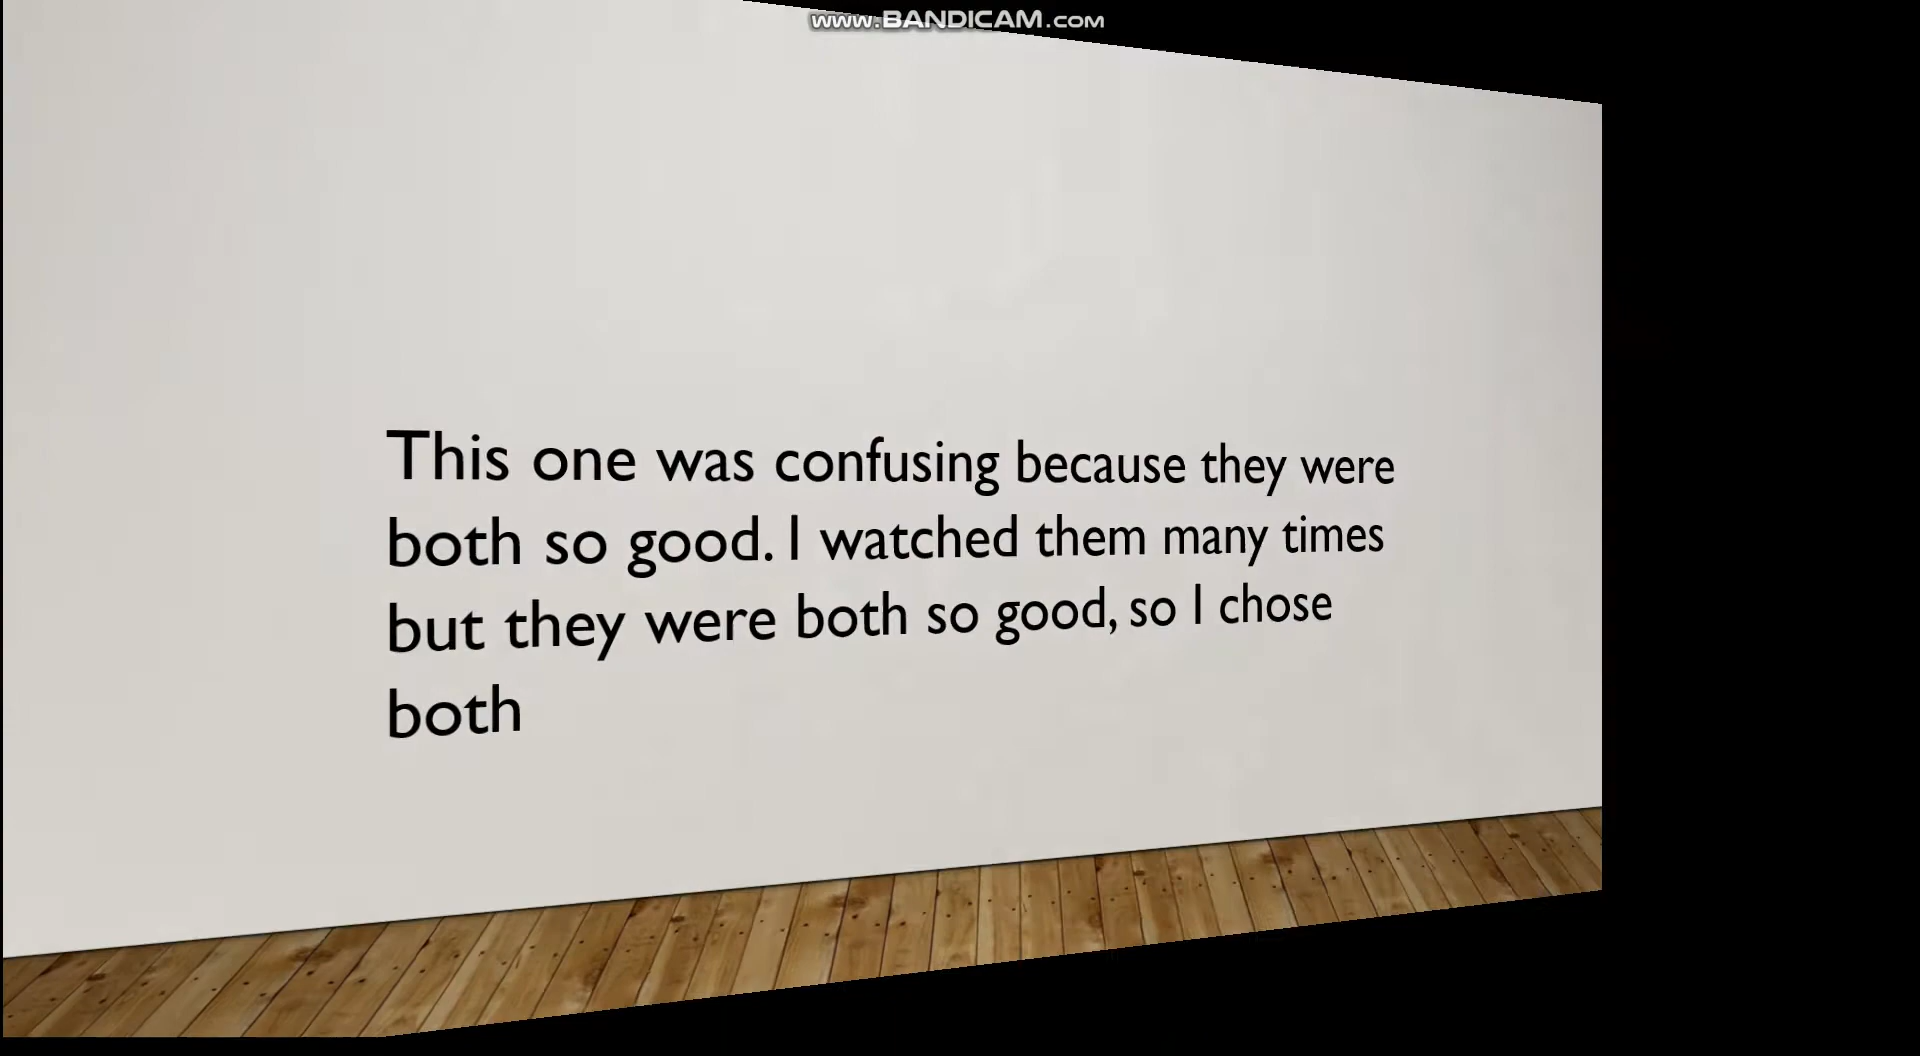 www.BANDICAM.com
This one was confusing because they were
both so good. I watched them many times
but they were both so good, so I chose
both